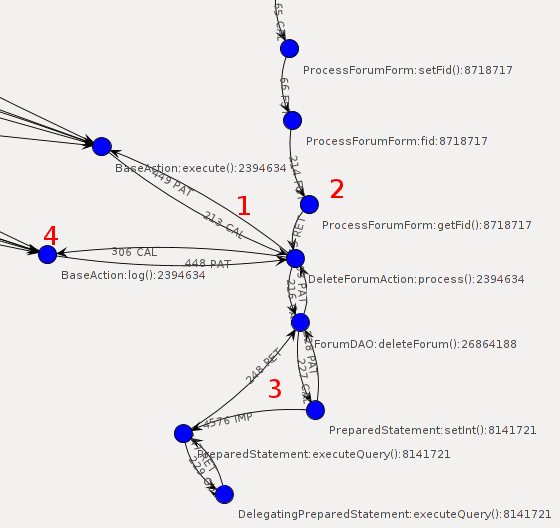 65 CAL
ProcessForumForm:setFid():8718717
66
ProcessForumForm:fid:8718717
BaseAction:execute():2394634
449 PAT
214
2
1
213 CAL
RET
ProcessForumForm:getFid():8718717
4
306 CAL
448 PAT
BaseAction:log():2394634
DeleteForumAction:process():2394634
216
PAT
ForumDAO:deleteForum():26864188
248 RET
228 PAT
227 CAL
3
4576 IMP
PreparedStatement:setInt():8141721
PreparedStatement:executeQuery():8141721
RET
229
DelegatingPreparedStatement:executeQuery():8141721